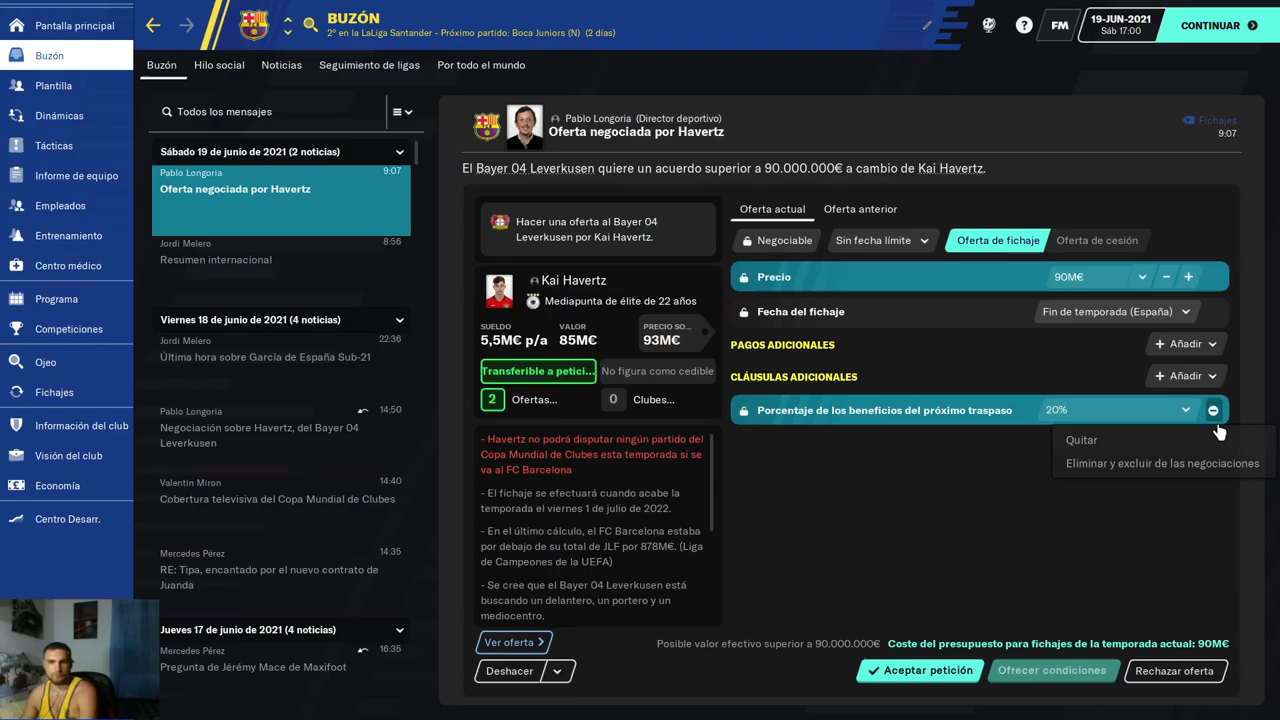 Pantalla principal
Buzón
Plantilla
Dinámicas
Tácticas
Informe de equipo
Empleados
Entrenamiento
Centro médico
Programa
Competiciones
Ojeo
Fichajes
Información del club
Visión del club
Economía
Centro Desarr.
BUZÓN
2º en la LaLiga Santander - Próximo partido: Boca Juniors (N) (2 días)
FM
19-JUN-2021
Sáb 17:00
CONTINUAR
Buzón
Hilo social
Noticias
Seguimiento de ligas
Por todo el mundo
Todos los mensajes
Sábado 19 de junio de 2021 (2 noticias)
Pablo Longoria
9:07
Oferta negociada por Havertz
Jordi Melero
8:56
Resumen internacional
Viernes 18 de junio de 2021 (4 noticias)
Jordi Melero
22:36
Última hora sobre García de España Sub-21
Pablo Longoria
14:50
Negociación sobre Havertz, del Bayer 04
Leverkusen
Valentin Miron
14:40
Cobertura televisiva del Copa Mundial de Clubes
Mercedes Pérez
14:35
RE: Tipa, encantado por el nuevo contrato de
Juanda
Jueves 17 de junio de 2021 (4 noticias)
Mercedes Pérez
16:35
Pregunta de Jérémy Mace de Maxifoot
Pablo Longoria (Director deportivo)
Oferta negociada por Havertz
Fichajes
9:07
El Bayer 04 Leverkusen quiere un acuerdo superior a 90.000.000€ a cambio de Kai Havertz.
Hacer una oferta al Bayer 04
Leverkusen por Kai Havertz.
Kai Havertz
Mediapunta de élite de 22 años
SUELDO
5,5M€ p/a
VALOR
85M€
PRECIO SO...
93M€
Transferible a petici...
No figura como cedible
2
Ofertas...
0
Clubes...
- Havertz no podrá disputar ningún partido del
Copa Mundial de Clubes esta temporada si se
va al FC Barcelona
- El fichaje se efectuará cuando acabe la
temporada el viernes 1 de julio de 2022.
- En el último cálculo, el FC Barcelona estaba
por debajo de su total de JLF por 878M€. (Liga
de Campeones de la UEFA)
- Se cree que el Bayer 04 Leverkusen está
buscando un delantero, un portero y un
mediocentro.
Ver oferta
Deshacer
Oferta actual
Oferta anterior
Negociable
Sin fecha límite
Oferta de fichaje
Oferta de cesión
Precio
90M€
Fecha del fichaje
Fin de temporada (España)
PAGOS ADICIONALES
Añadir
CLÁUSULAS ADICIONALES
Añadir
Porcentaje de los beneficios del próximo traspaso
20%
Quitar
Eliminar y excluir de las negociaciones
Posible valor efectivo superior a 90.000.000€
Coste del presupuesto para fichajes de la temporada actual: 90M€
Aceptar petición
Ofrecer condiciones
Rechazar oferta